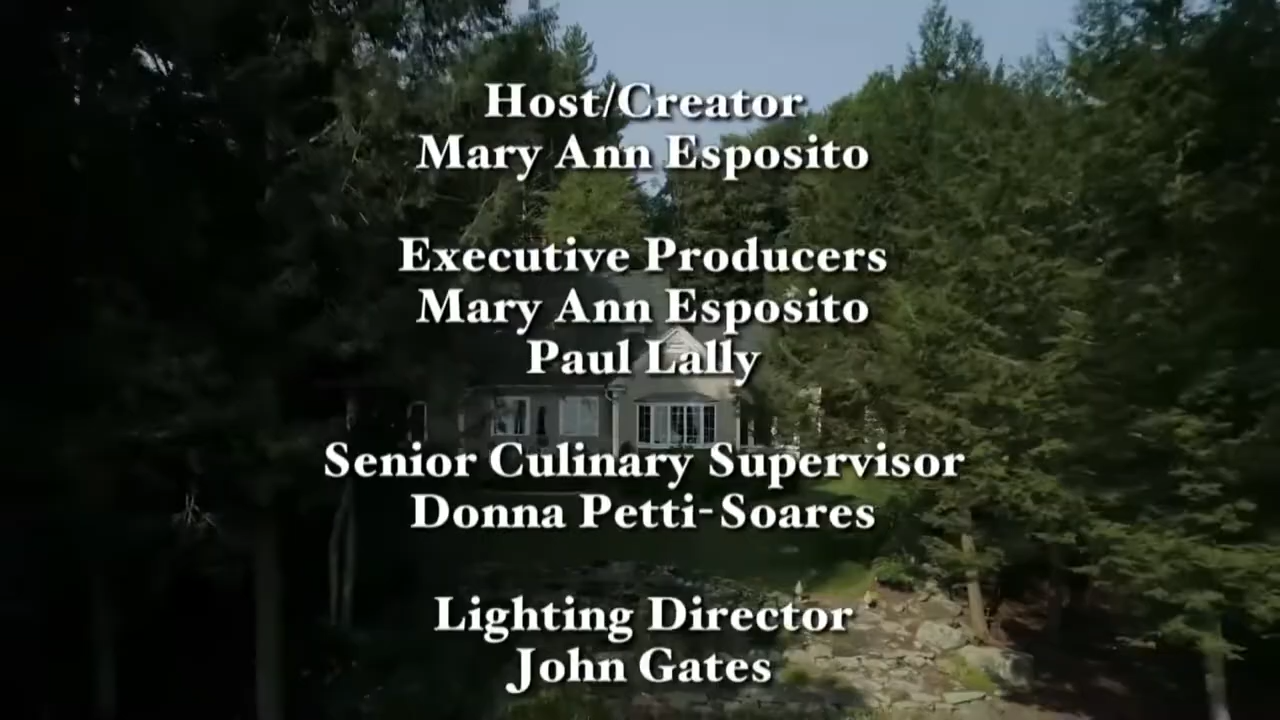 Host/Creator
Mary Ann Esposito
Executive Producers
Mary Ann Esposito
Paul Lally
Senior Culinary Supervisor
Donna Petti-Soares
Lighting Director
John Gates